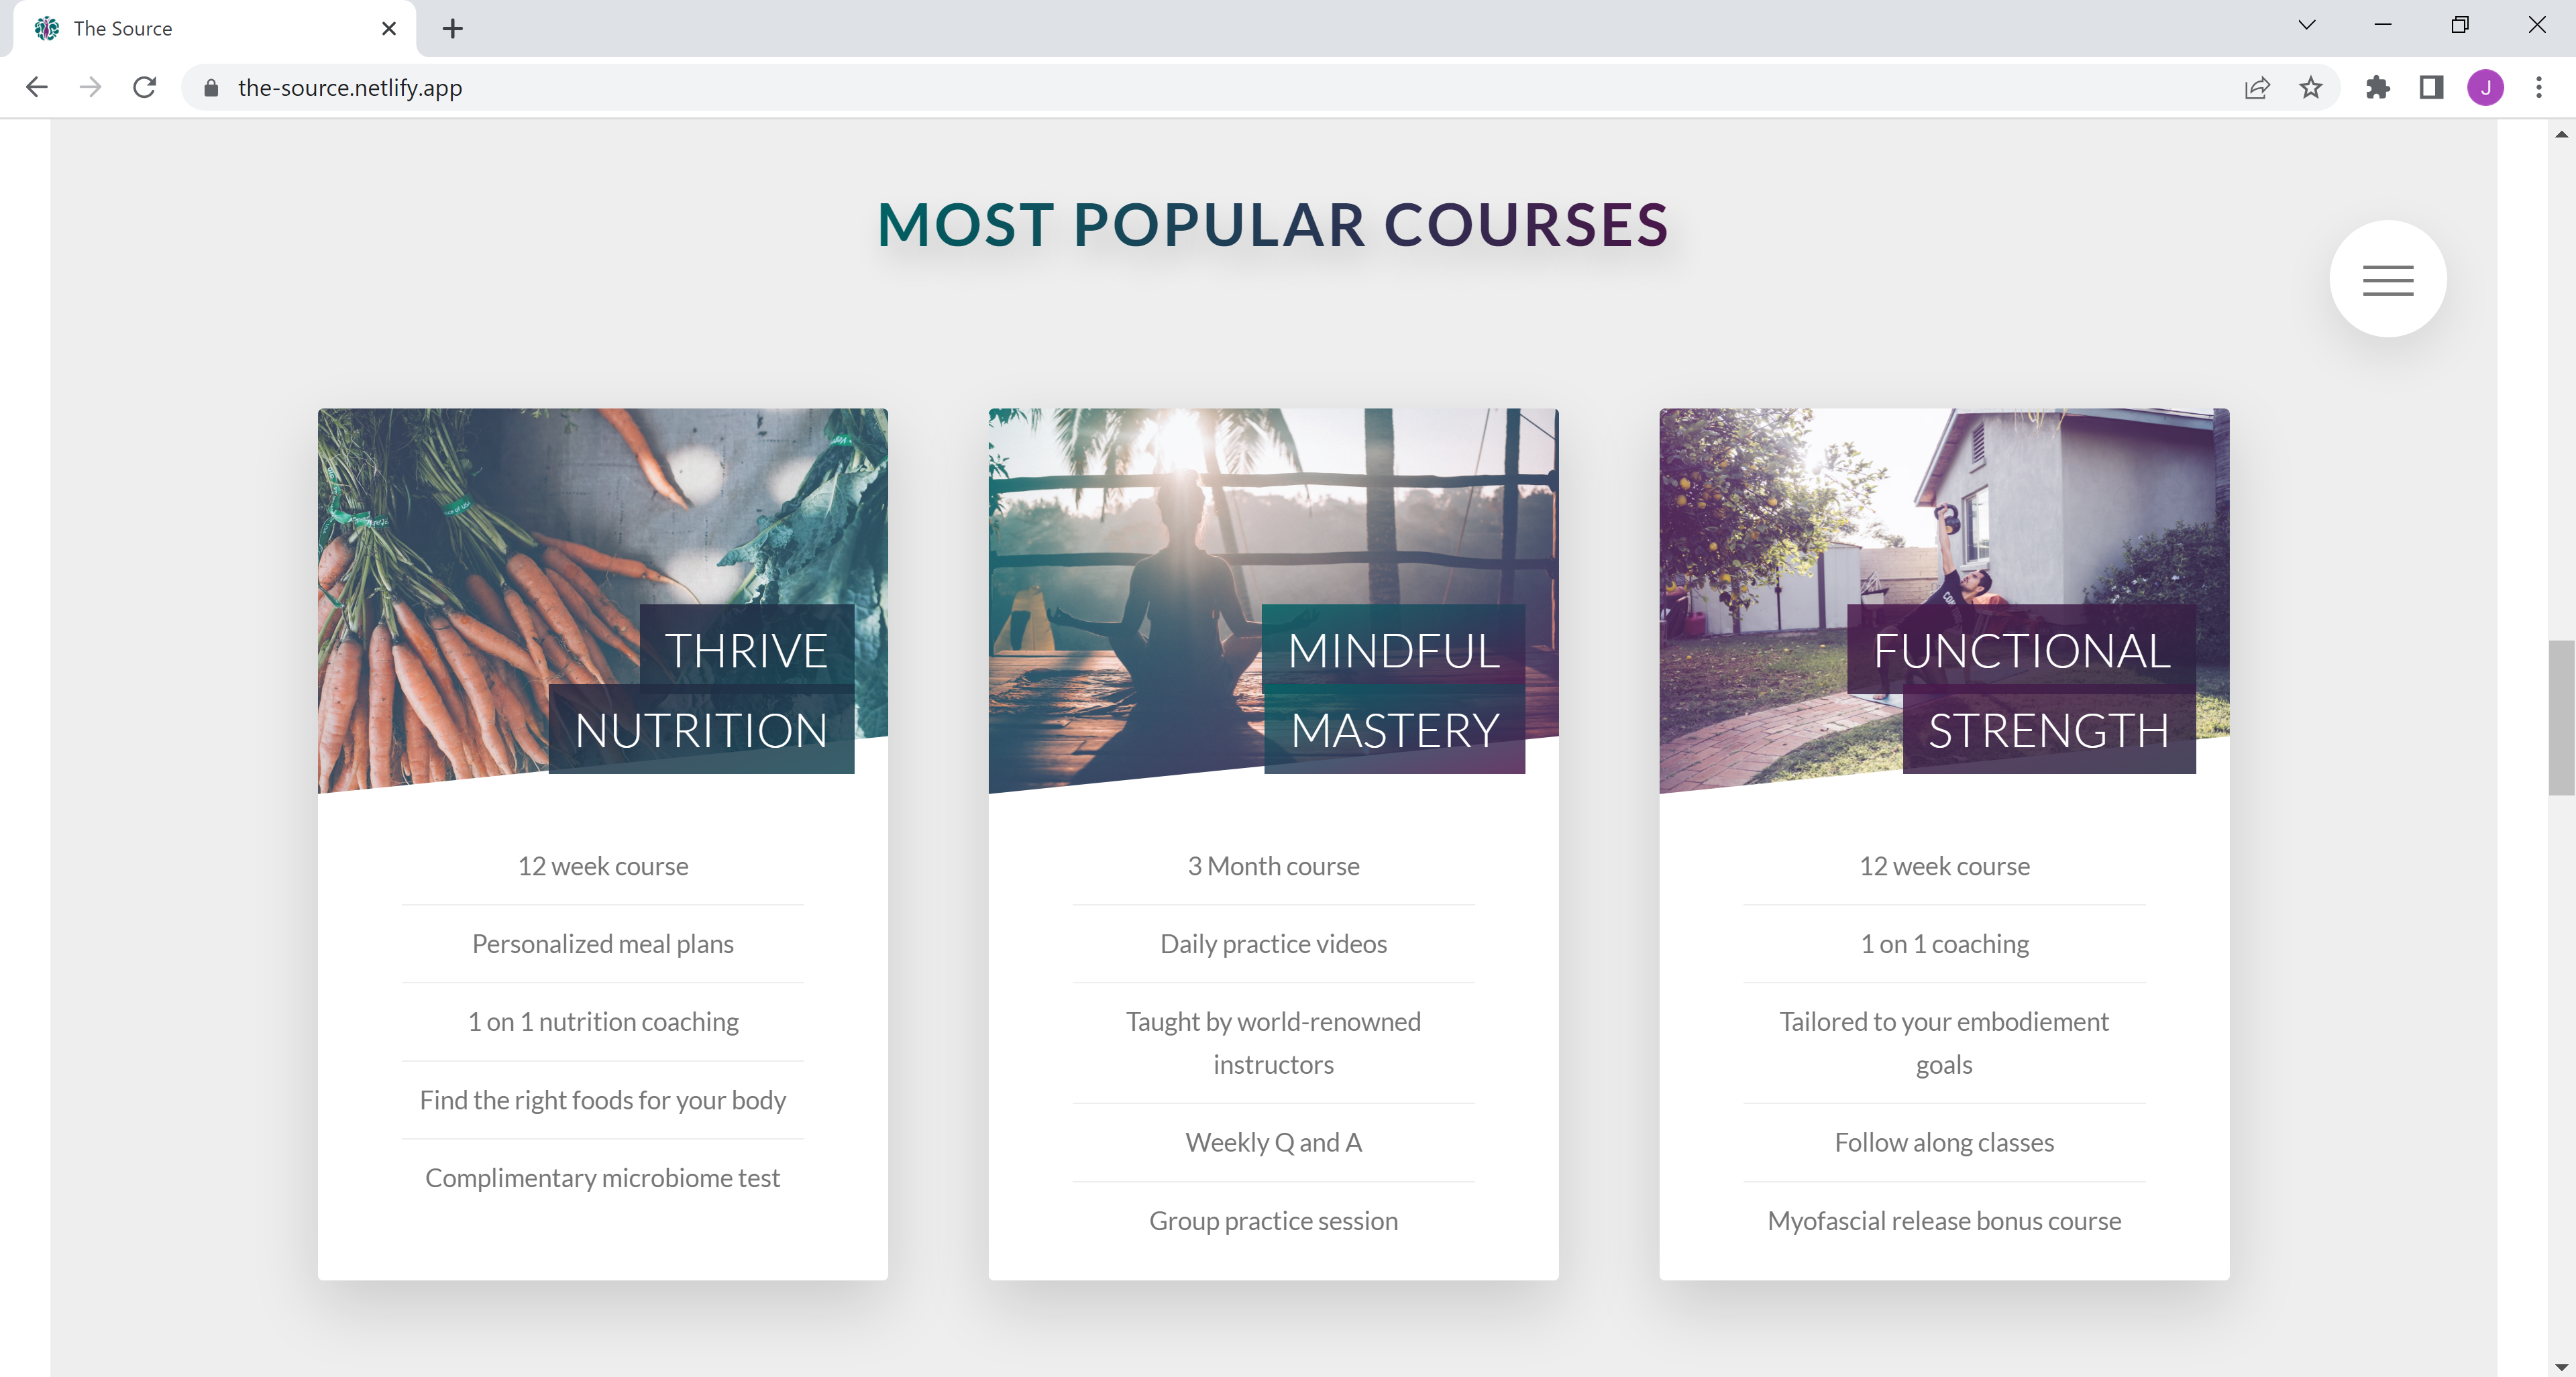 The Source
the-source.netlify.app
J
MOST POPULAR COURSES
THRIVE
NUTRITION
12 week course
Personalized meal plans
1 on 1 nutrition coaching
Find the right foods for your body
Complimentary microbiome test
MINDFUL
MASTERY
3 Month course
Daily practice videos
Taught by world-renowned
instructors
Weekly Q and A
Group practice session
FUNCTIONAL
STRENGTH
12 week course
1 on 1 coaching
Tailored to your embodiement
goals
Follow along classes
Myofascial release bonus course